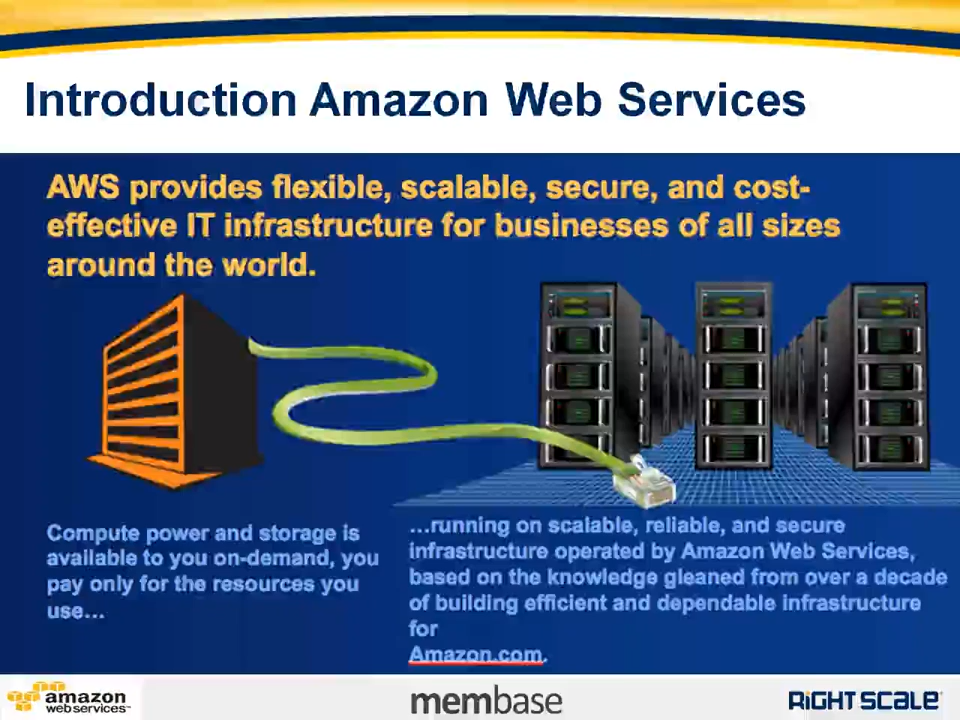 Introduction Amazon Web Services
AWS provides flexible, scalable, secure, and cost-
effective IT infrastructure for businesses of all sizes
around the world.
Compute power and storage is
available to you on-demand, you
pay only for the resources you
use…
…running on scalable, reliable, and secure
infrastructure operated by Amazon Web Services,
based on the knowledge gleaned from over a decade
of building efficient and dependable infrastructure
for
Amazon.com.
amazon
webservices™
membase
RIGHTSCALE